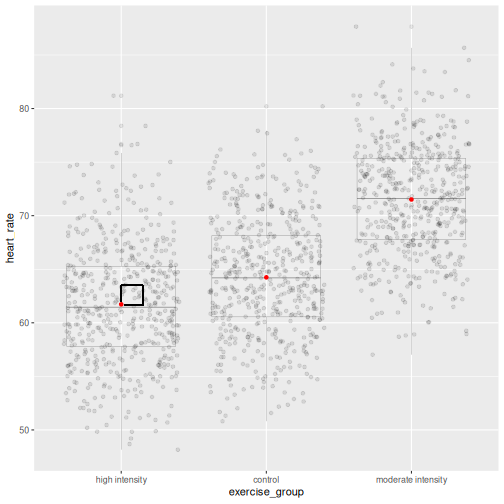 heart_rate
80
70
60
50
high intensity
control
moderate intensity
exercise_group